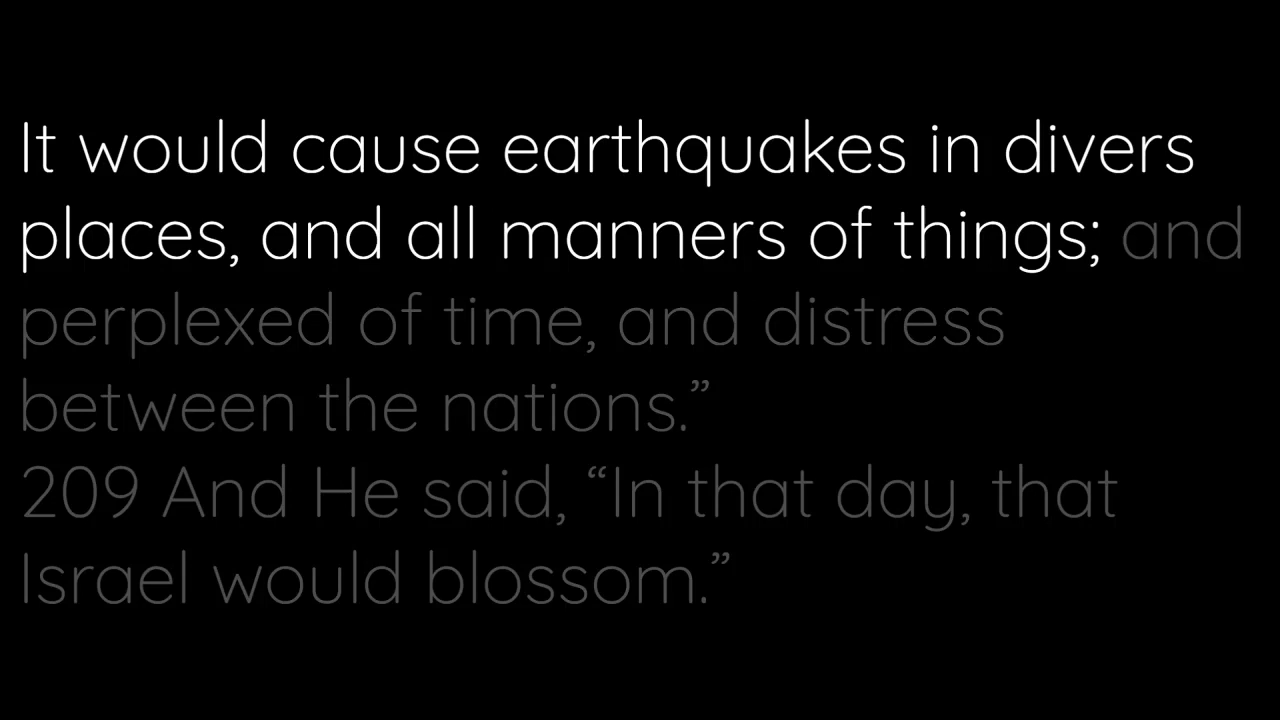 It would cause earthquakes in divers
places, and all manners of things; and
perplexed of time, and distress
between the nations.”
209 And He said, “In that day, that
Israel would blossom.”